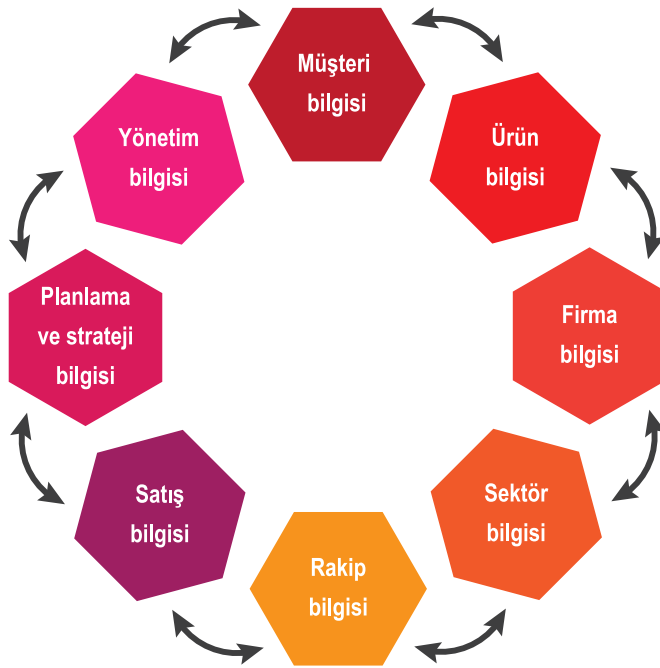 Müşteri
bilgisi
Ürün
bilgisi
Firma
bilgisi
Sektör
bilgisi
Rakip
bilgisi
Satış
bilgisi
Planlama
ve strateji
bilgisi
Yönetim
bilgisi